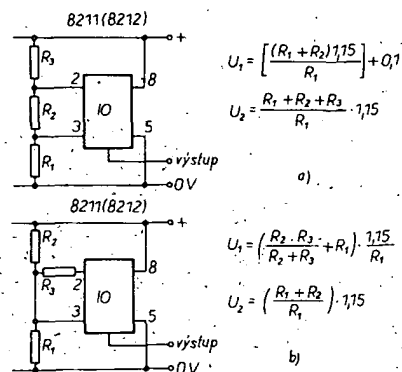 8211(8212)
+
R₃
2
8
R₂
IO
3
5
R₁
výstup
0V
U₁ = [(R₁ + R₂) 1,15 / R₁] + 0,1
U₂ = (R₁ + R₂ + R₃ / R₁) · 1,15
a)
8211(8212)
+
R₂
8
R₃
2
IO
3
5
R₁
výstup
0V
U₁ = (R₂ . R₃ / R₂ + R₃ + R₁) · 1,15 / R₁
U₂ = (R₁ + R₂ / R₁) · 1,15
b)